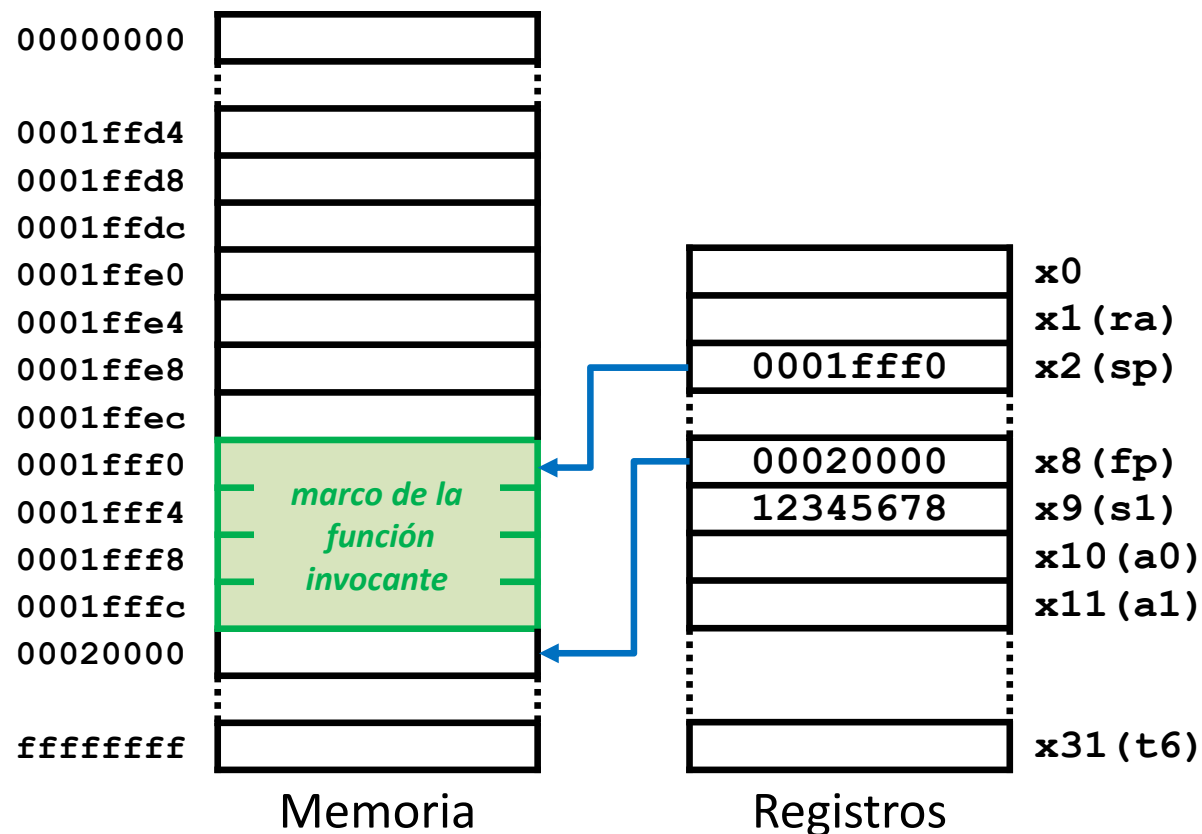 00000000
0001ffd4
0001ffd8
0001ffdc
0001ffe0
0001ffe4
0001ffe8
0001ffec
0001fff0
0001fff4
0001fff8
0001fffc
00020000
ffffffff
marco de la
función
invocante
Memoria
x0
x1(ra)
0001fff0 x2(sp)
00020000 x8(fp)
12345678 x9(s1)
x10(a0)
x11(a1)
x31(t6)
Registros